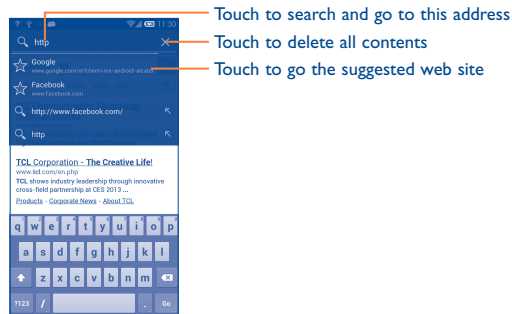 11:30
http
Touch to search and go to this address
Touch to delete all contents
Google
www.google.com/m?client=ms-android-alcatel
Touch to go the suggested web site
Facebook
www.facebook.com
http://www.facebook.com/
http
TCL Corporation - The Creative Life!
www.tcl.com/en.php
TCL shows industry leadership through innovative
cross-field partnership at CES 2013 ...
Products - Corporate News - About TCL
q w e r t y u i o p
a s d f g h j k l
z x c v b n m
?123 / . Go